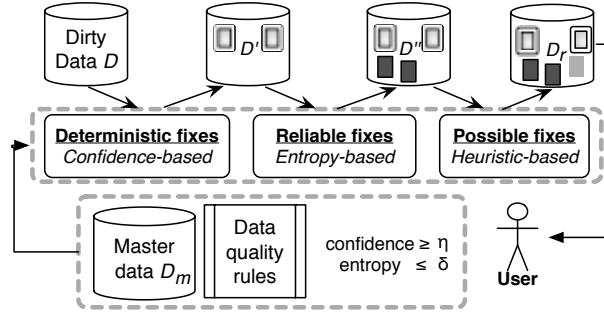 Dirty
Data D
D'
D"
Dr
Deterministic fixes
Confidence-based
Reliable fixes
Entropy-based
Possible fixes
Heuristic-based
Master
data Dm
Data
quality
rules
confidence ≥ η
entropy ≤ δ
User